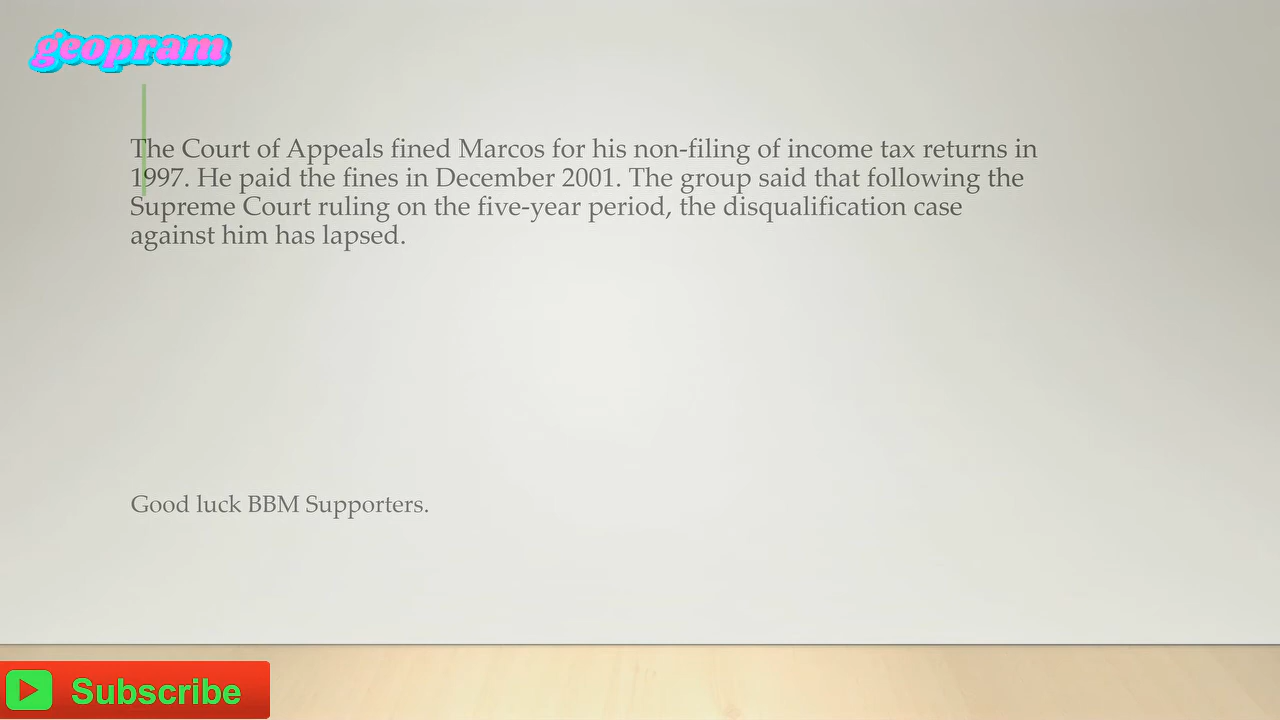 geopram
The Court of Appeals fined Marcos for his non-filing of income tax returns in
1997. He paid the fines in December 2001. The group said that following the
Supreme Court ruling on the five-year period, the disqualification case
against him has lapsed.
Good luck BBM Supporters.
Subscribe